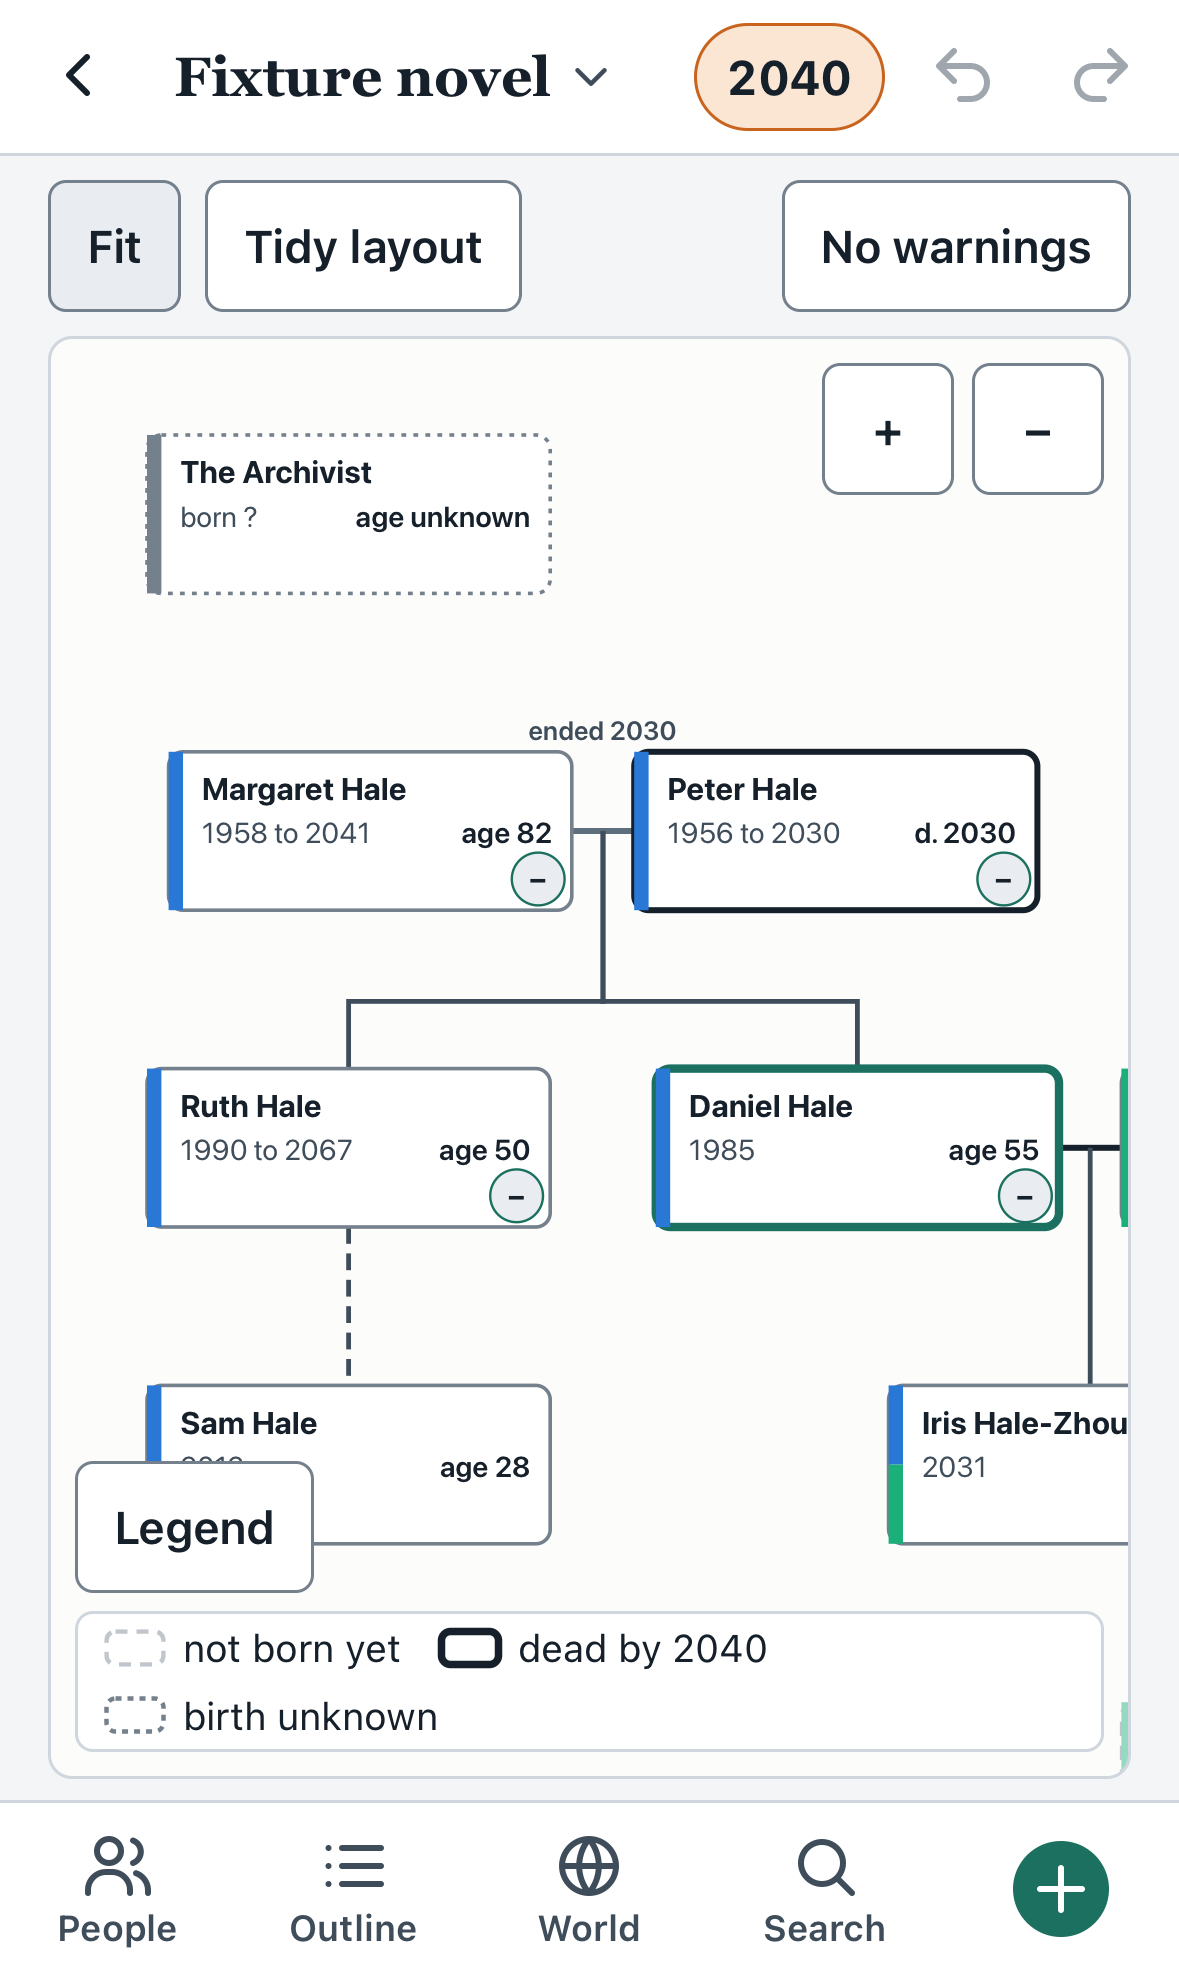 Fixture novel
2040
Fit
Tidy layout
No warnings
+
−
The Archivist
born ?
age unknown
ended 2030
Margaret Hale
1958 to 2041
age 82
−
Peter Hale
1956 to 2030
d. 2030
−
Ruth Hale
1990 to 2067
age 50
−
Daniel Hale
1985
age 55
−
Sam Hale
age 28
Iris Hale-Zhou
2031
Legend
not born yet
dead by 2040
birth unknown
People
Outline
World
Search